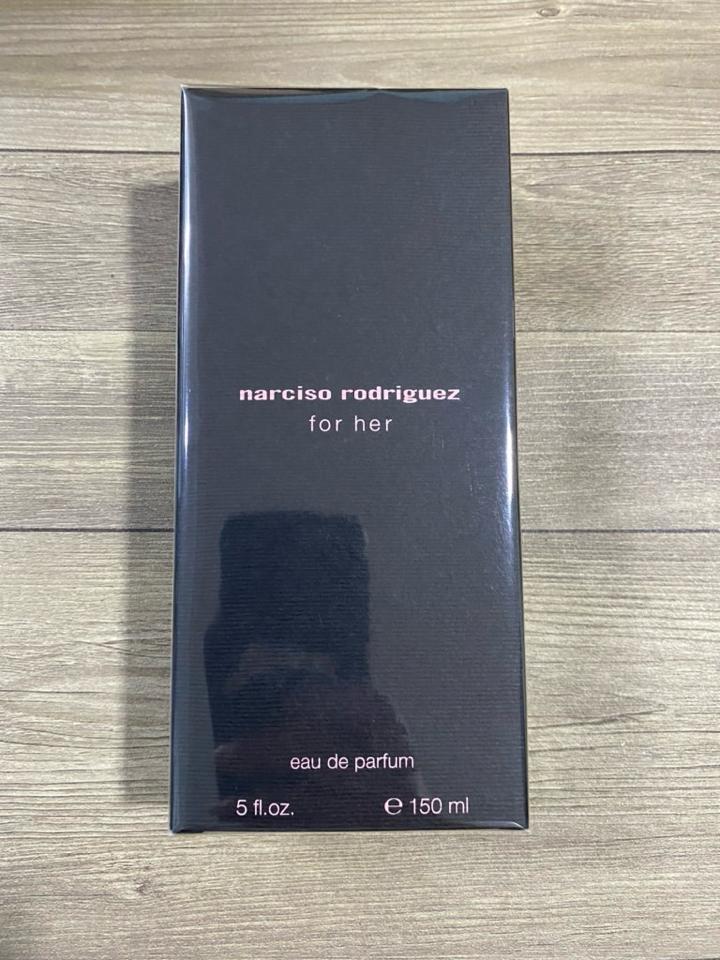 narciso rodriguez
for her
eau de parfum
5 fl.oz. ℮ 150 ml